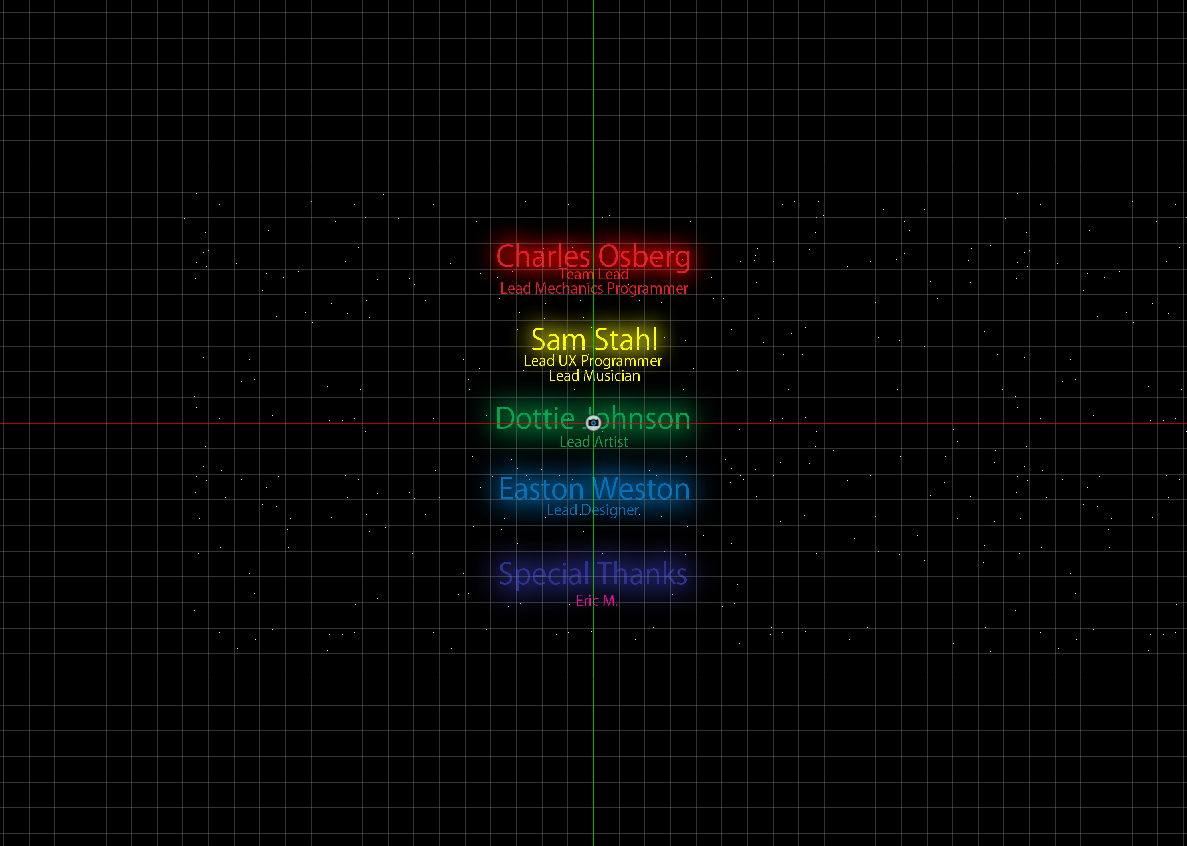 Charles Osberg
Team Lead
Lead Mechanics Programmer
Sam Stahl
Lead UX Programmer
Lead Musician
Dottie Johnson
Lead Artist
Easton Weston
Lead Designer
Special Thanks
Eric M.